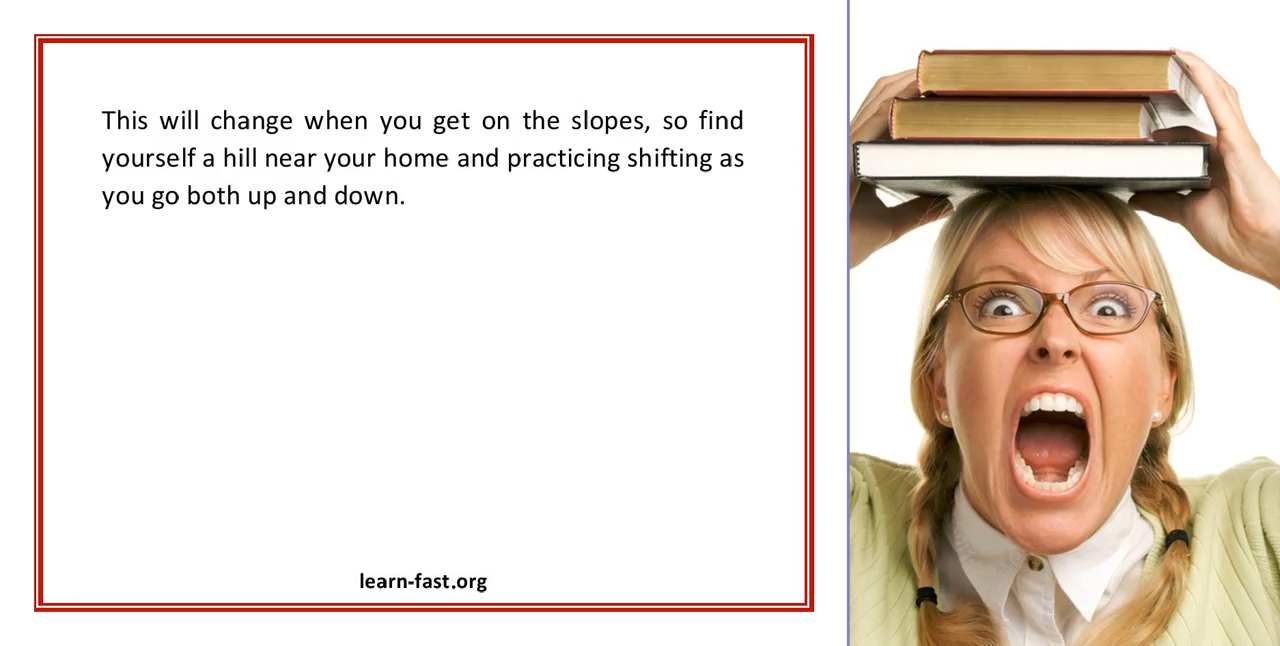 This will change when you get on the slopes, so find
yourself a hill near your home and practicing shifting as
you go both up and down.
learn-fast.org